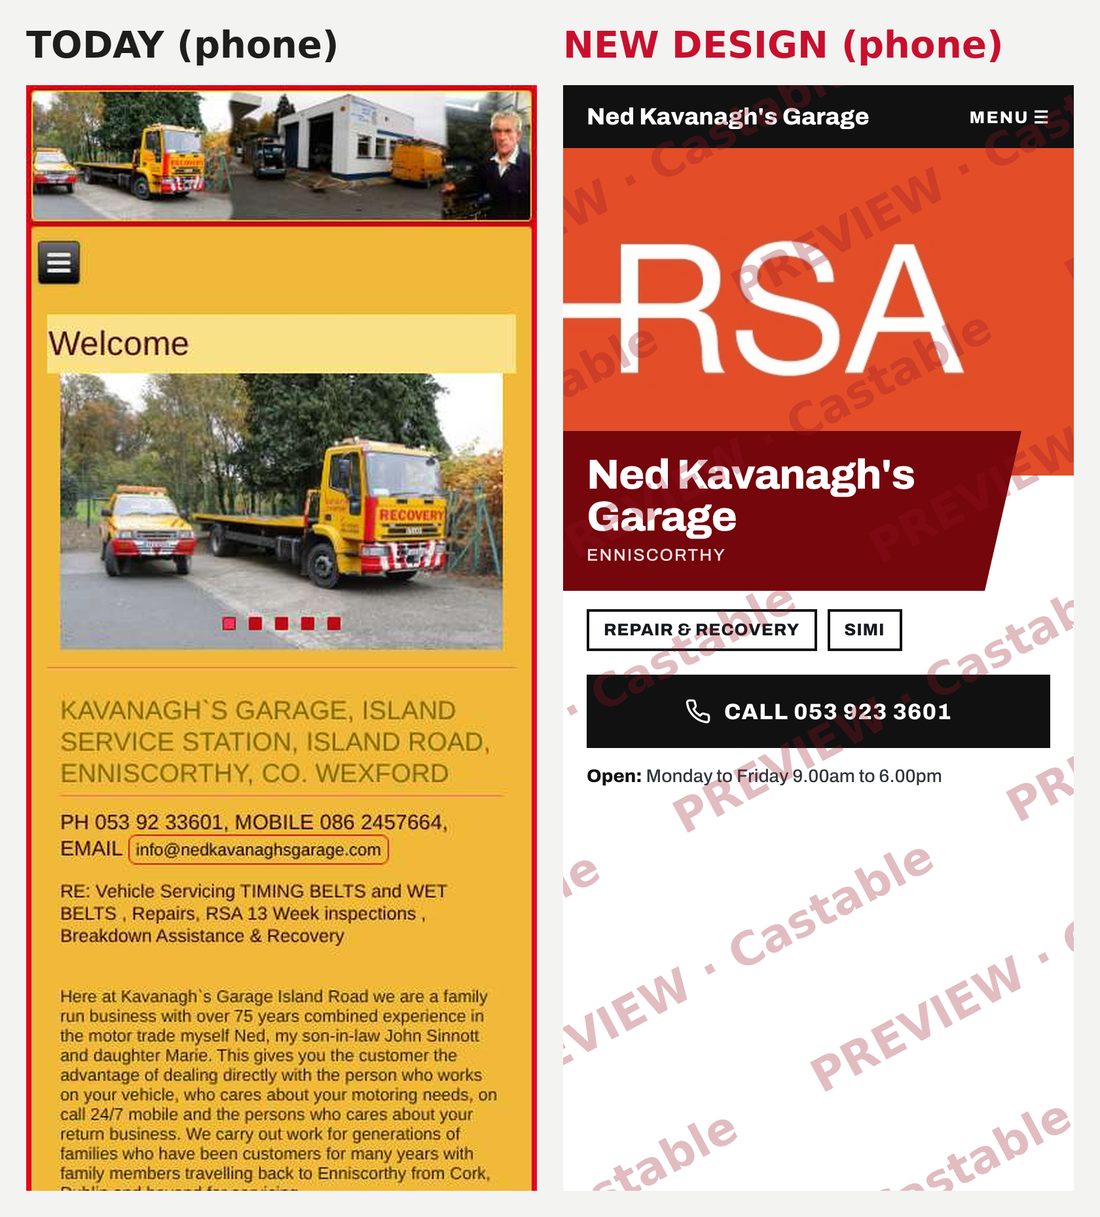 TODAY (phone)
RECOVERY
Welcome
RECOVERY
KAVANAGH`S GARAGE, ISLAND
SERVICE STATION, ISLAND ROAD,
ENNISCORTHY, CO. WEXFORD
PH 053 92 33601, MOBILE 086 2457664,
EMAIL info@nedkavanaghsgarage.com
RE: Vehicle Servicing TIMING BELTS and WET
BELTS , Repairs, RSA 13 Week inspections ,
Breakdown Assistance & Recovery
Here at Kavanagh`s Garage Island Road we are a family
run business with over 75 years combined experience in
the motor trade myself Ned, my son-in-law John Sinnott
and daughter Marie. This gives you the customer the
advantage of dealing directly with the person who works
on your vehicle, who cares about your motoring needs, on
call 24/7 mobile and the persons who cares about your
return business. We carry out work for generations of
families who have been customers for many years with
family members travelling back to Enniscorthy from Cork,
NEW DESIGN (phone)
Ned Kavanagh's Garage
MENU ☰
RSA
Ned Kavanagh's
Garage
ENNISCORTHY
REPAIR & RECOVERY
SIMI
CALL 053 923 3601
Open: Monday to Friday 9.00am to 6.00pm
PREVIEW · Castable